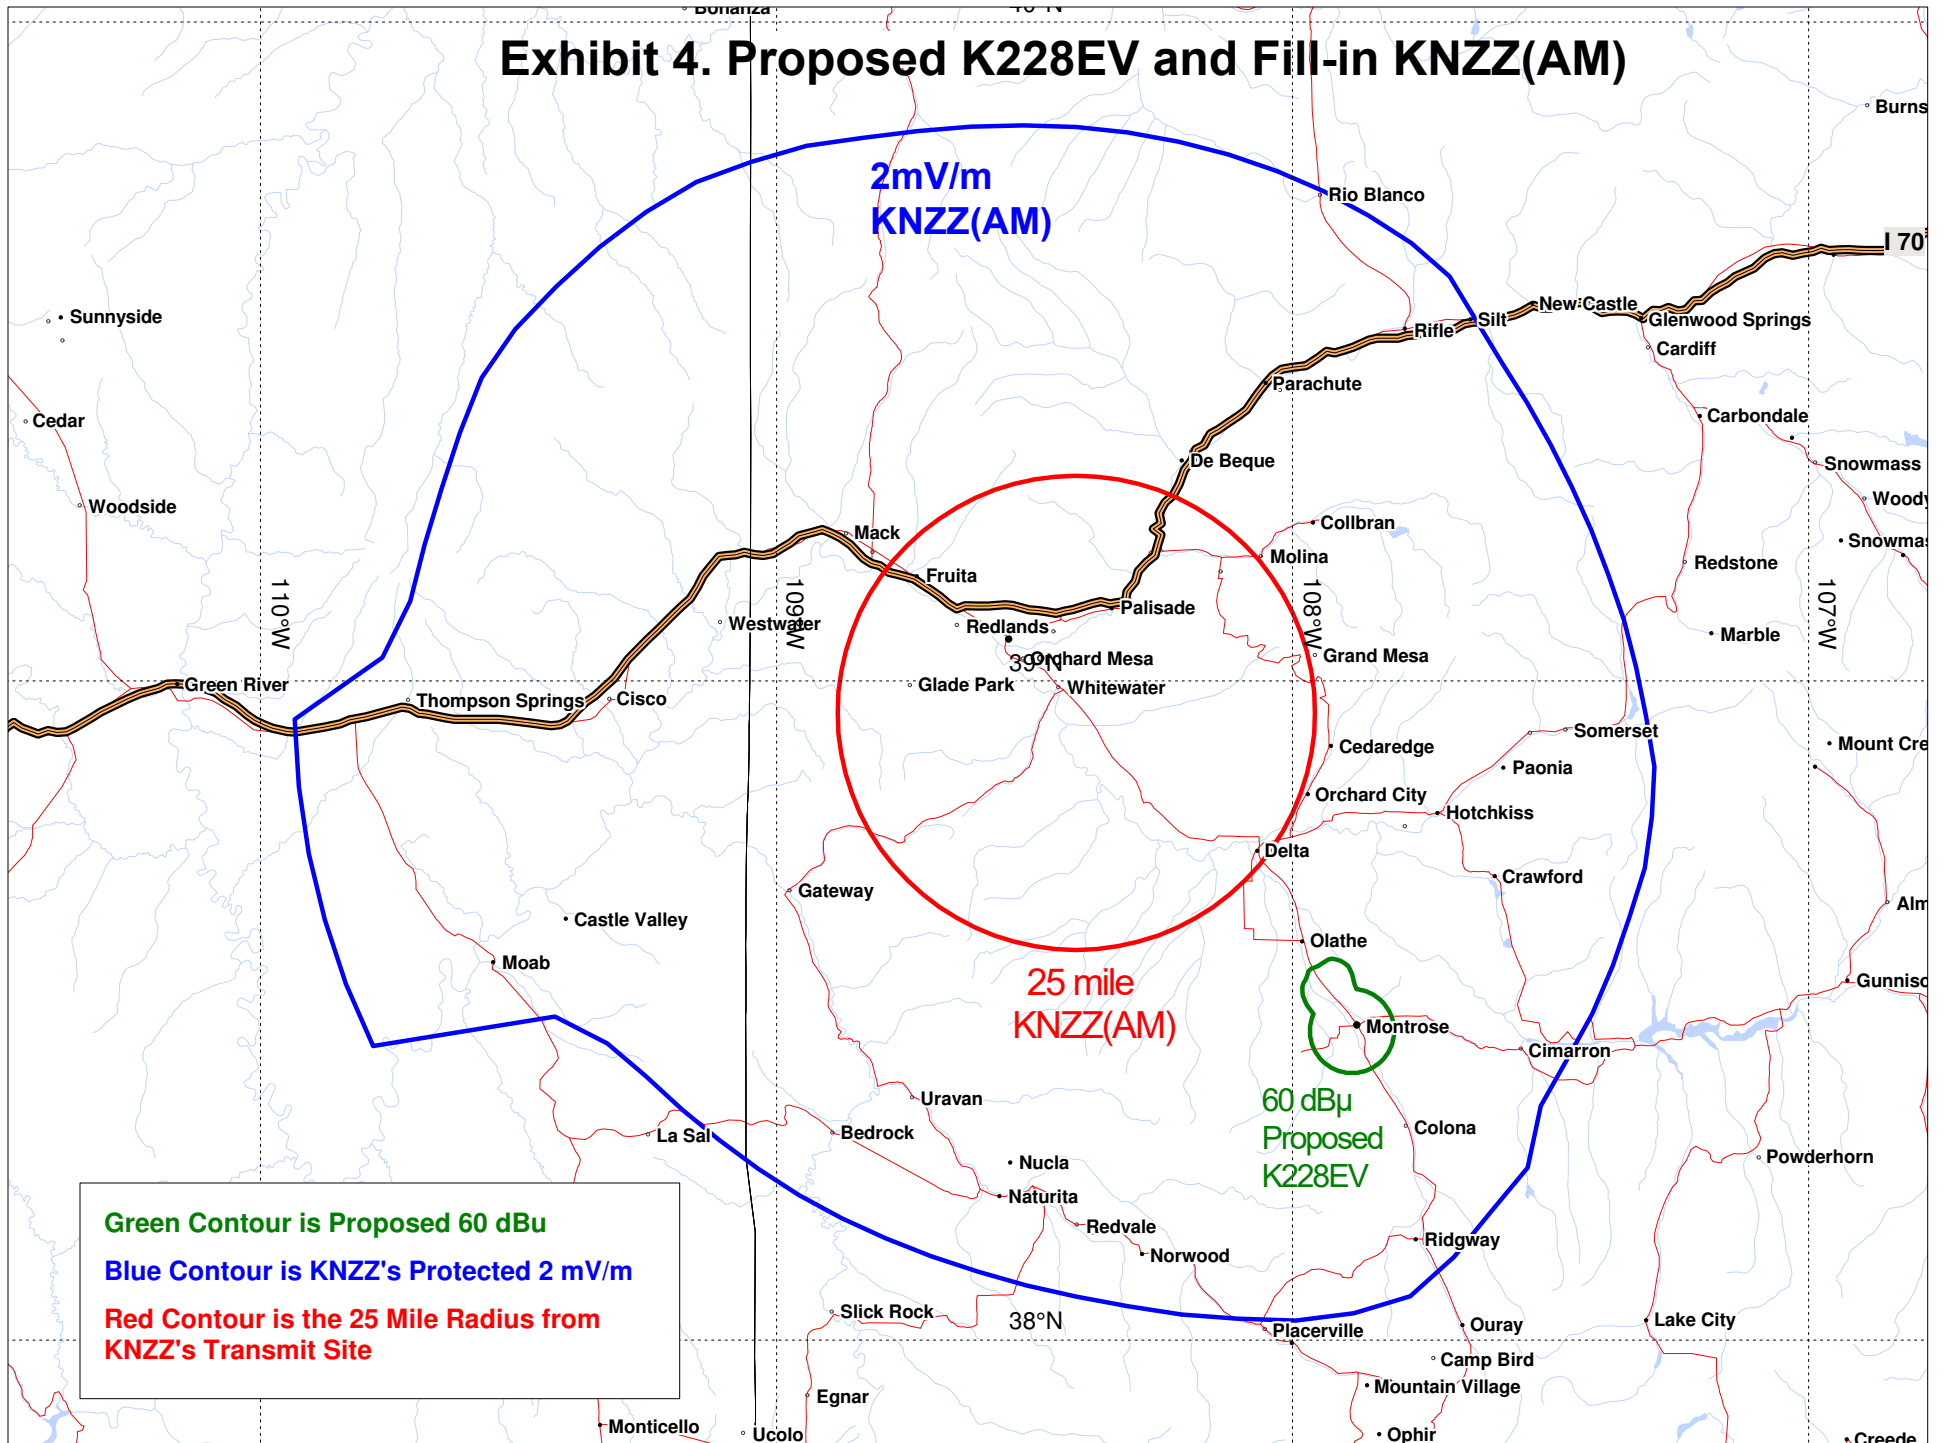 Bonanza
40°N
Exhibit 4. Proposed K228EV and Fill-in KNZZ(AM)
Burns
2mV/m
KNZZ(AM)
Rio Blanco
I 70
Sunnyside
New Castle
Silt
Glenwood Springs
Rifle
Cardiff
Parachute
Cedar
Carbondale
De Beque
Snowmass
Woodside
Woody
Collbran
Mack
Snowmas
Molina
Redstone
Fruita
110°W
109°W
108°W
107°W
Palisade
Westwater
Redlands
Marble
Orchard Mesa
39°N
Grand Mesa
Green River
Glade Park
Whitewater
Thompson Springs
Cisco
Somerset
Cedaredge
Mount Cre
Paonia
Orchard City
Hotchkiss
Delta
Crawford
Gateway
Castle Valley
Alm
Olathe
Moab
25 mile
KNZZ(AM)
Gunnisc
Montrose
Cimarron
Uravan
60 dBµ
Proposed
K228EV
Colona
La Sal
Bedrock
Nucla
Powderhorn
Naturita
Redvale
Ridgway
Norwood
Green Contour is Proposed 60 dBu
Blue Contour is KNZZ's Protected 2 mV/m
Red Contour is the 25 Mile Radius from
KNZZ's Transmit Site
Slick Rock
38°N
Placerville
Ouray
Lake City
Camp Bird
Mountain Village
Egnar
Monticello
Ucolo
Ophir
Creede